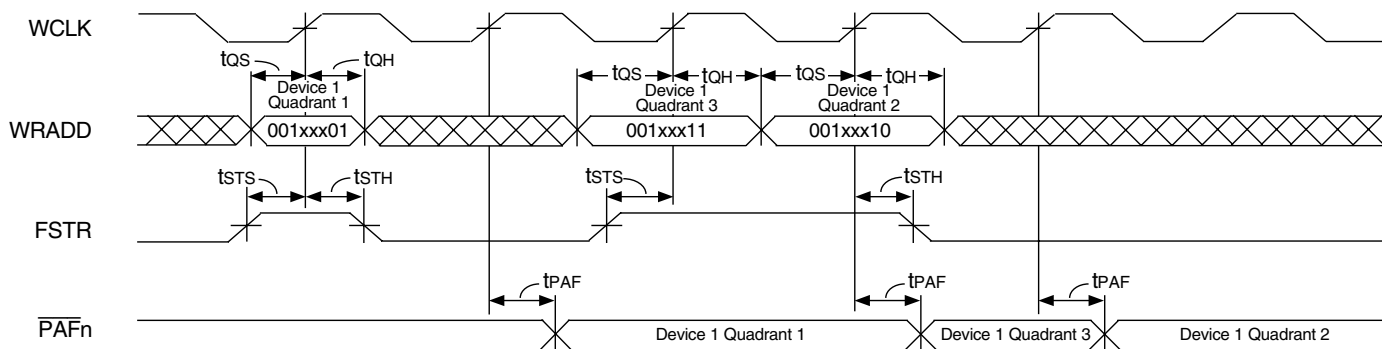 WCLK
tQS tQH tQS tQH tQS tQH
Device 1
Quadrant 1
Device 1
Quadrant 3
Device 1
Quadrant 2
WRADD
001xxx01
001xxx11
001xxx10
tSTS tSTH tSTS tSTH
FSTR
tPAF tPAF tPAF
PAFn
Device 1 Quadrant 1
Device 1 Quadrant 3
Device 1 Quadrant 2